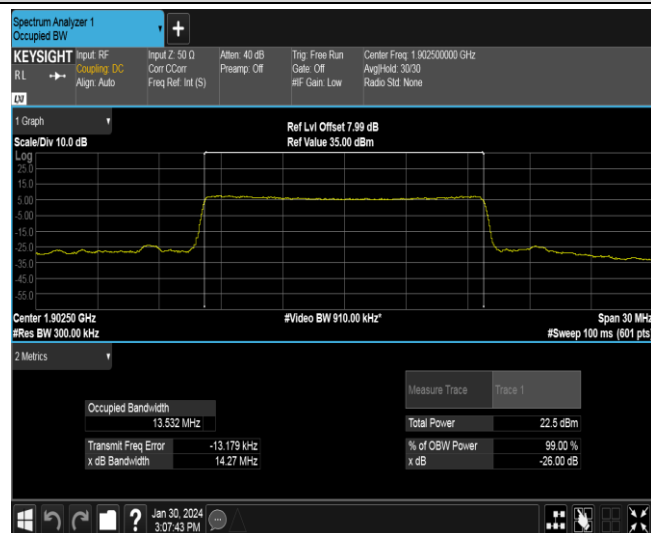 Spectrum Analyzer 1
Occupied BW
+
KEYSIGHT Input: RF Input Z: 50 Ω Atten: 40 dB Trig: Free Run Center Freq: 1.902500000 GHz
RL Coupling: DC Corr CCorr Preamp: Off Gate: Off Avg|Hold: 30/30
Align: Auto Freq Ref: Int (S) #IF Gain: Low Radio Std: None
LXI
1 Graph
Ref Lvl Offset 7.99 dB
Scale/Div 10.0 dB Ref Value 35.00 dBm
Log
25.0
15.0
5.00
-5.00
-15.0
-25.0
-35.0
-45.0
-55.0
Center 1.90250 GHz #Video BW 910.00 kHz* Span 30 MHz
#Res BW 300.00 kHz #Sweep 100 ms (601 pts)
2 Metrics
Measure Trace Trace 1
Occupied Bandwidth
13.532 MHz Total Power 22.5 dBm
Transmit Freq Error -13.179 kHz % of OBW Power 99.00 %
x dB Bandwidth 14.27 MHz x dB -26.00 dB
? Jan 30, 2024
3:07:43 PM